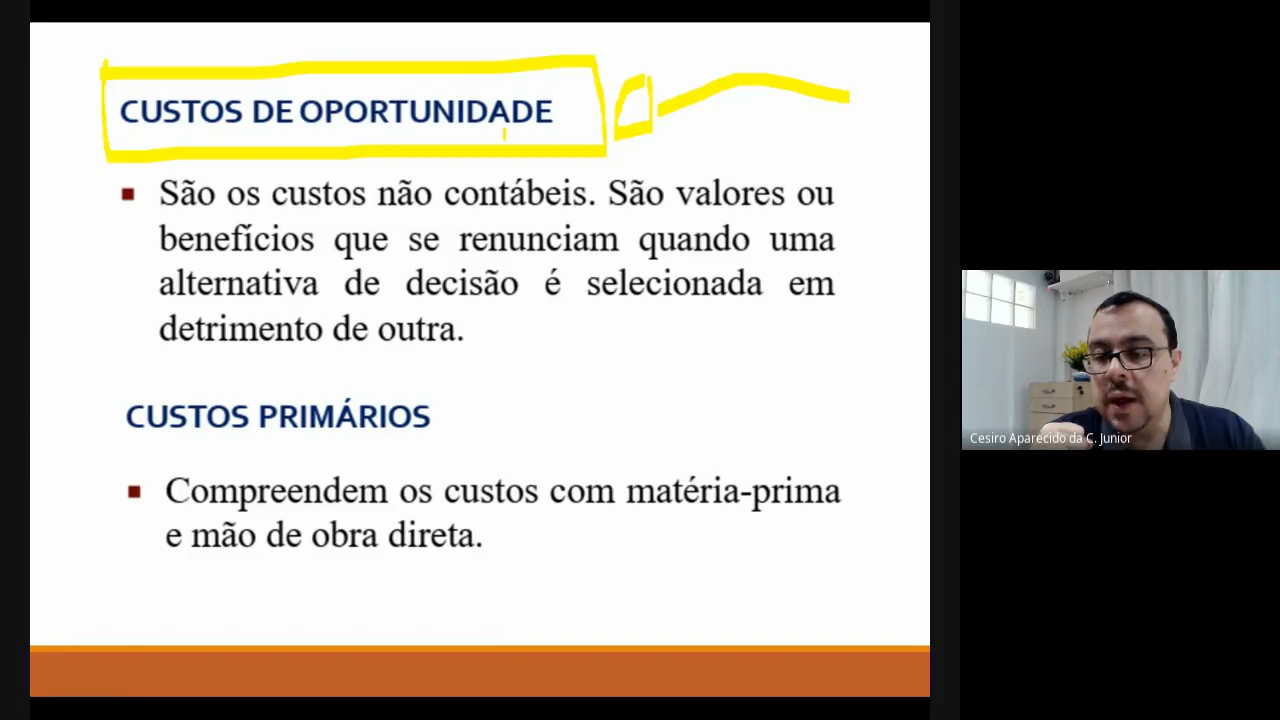 CUSTOS DE OPORTUNIDADE
São os custos não contábeis. São valores ou
benefícios que se renunciam quando uma
alternativa de decisão é selecionada em
detrimento de outra.
CUSTOS PRIMÁRIOS
Compreendem os custos com matéria-prima
e mão de obra direta.
Cesiro Aparecido da C. Junior